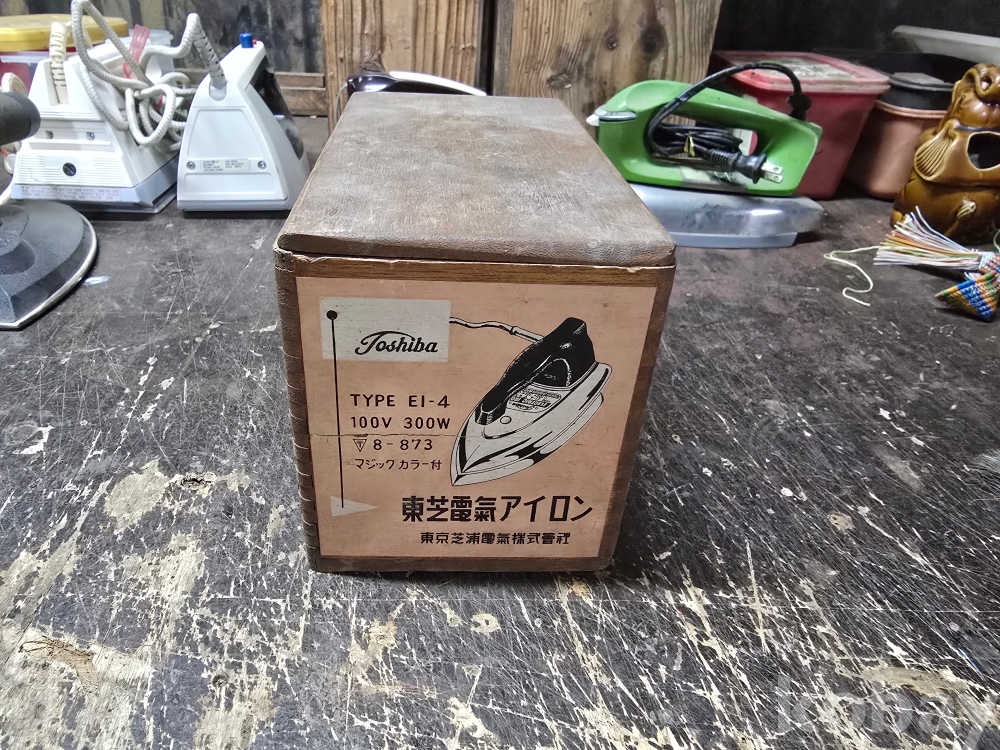 Toshiba
TYPE EI-4
100V 300W
〒 8-873
マジックカラー付
東芝電氣アイロン
東京芝浦電氣株式會社